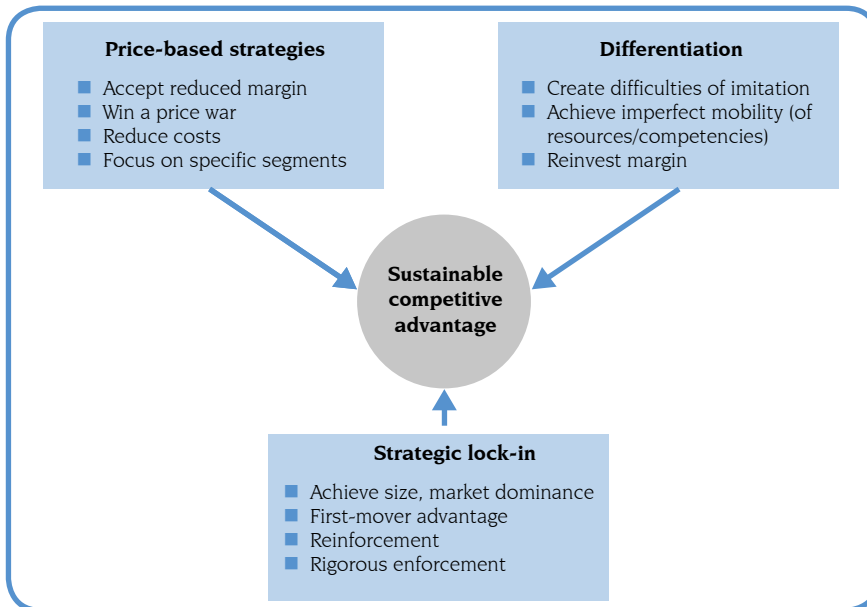 Price-based strategies
Accept reduced margin
Win a price war
Reduce costs
Focus on specific segments
Differentiation
Create difficulties of imitation
Achieve imperfect mobility (of
resources/competencies)
Reinvest margin
Sustainable
competitive
advantage
Strategic lock-in
Achieve size, market dominance
First-mover advantage
Reinforcement
Rigorous enforcement